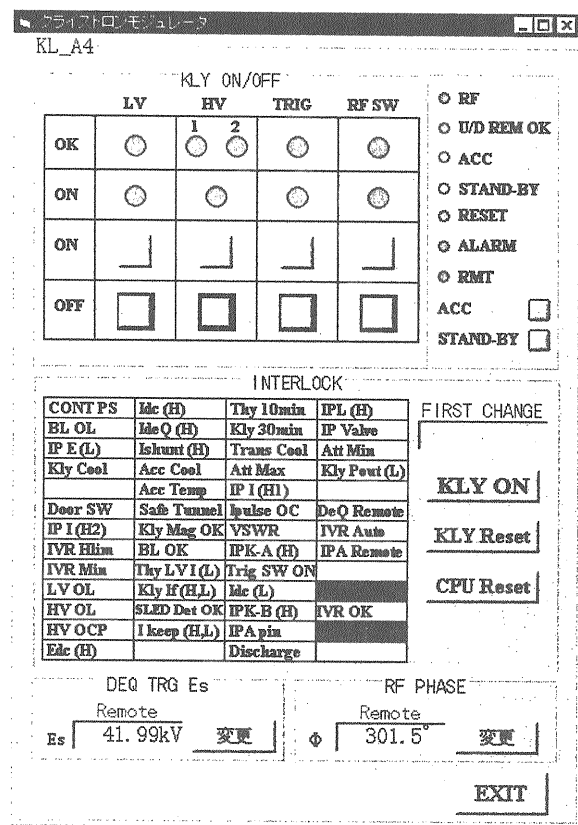 クライストロンモジュレータ
KL_A4
KLY ON/OFF
LV HV TRIG RF SW
1 2
OK
ON
ON
OFF
RF
U/D REM OK
ACC
STAND-BY
RESET
ALARM
RMT
ACC
STAND-BY
INTERLOCK
CONT PS Idc (H) Thy 10min IPL (H)
BL OL IdeQ (H) Kly 30min IP Valve
IP E (L) Ishunt (H) Trans Cool Att Min
Kly Cool Acc Cool Att Max Kly Pout (L)
Acc Temp IP I (H1)
Door SW Safe Tunnel Ipulse OC DeQ Remote
IP I (H2) Kly Mag OK VSWR IVR Auto
IVR Hlim BL OK IPK-A (H) IPA Remote
IVR Min Thy LV I (L) Trig SW ON
LV OL Kly If (H,L) Idc (L)
HV OL SLED Det OK IPK-B (H) IVR OK
HV OCP I keep (H,L) IPA pin
Edc (H) Discharge
FIRST CHANGE
KLY ON
KLY Reset
CPU Reset
DEQ TRG Es
Remote
Es 41.99kV 変更
RF PHASE
Remote
Φ 301.5° 変更
EXIT